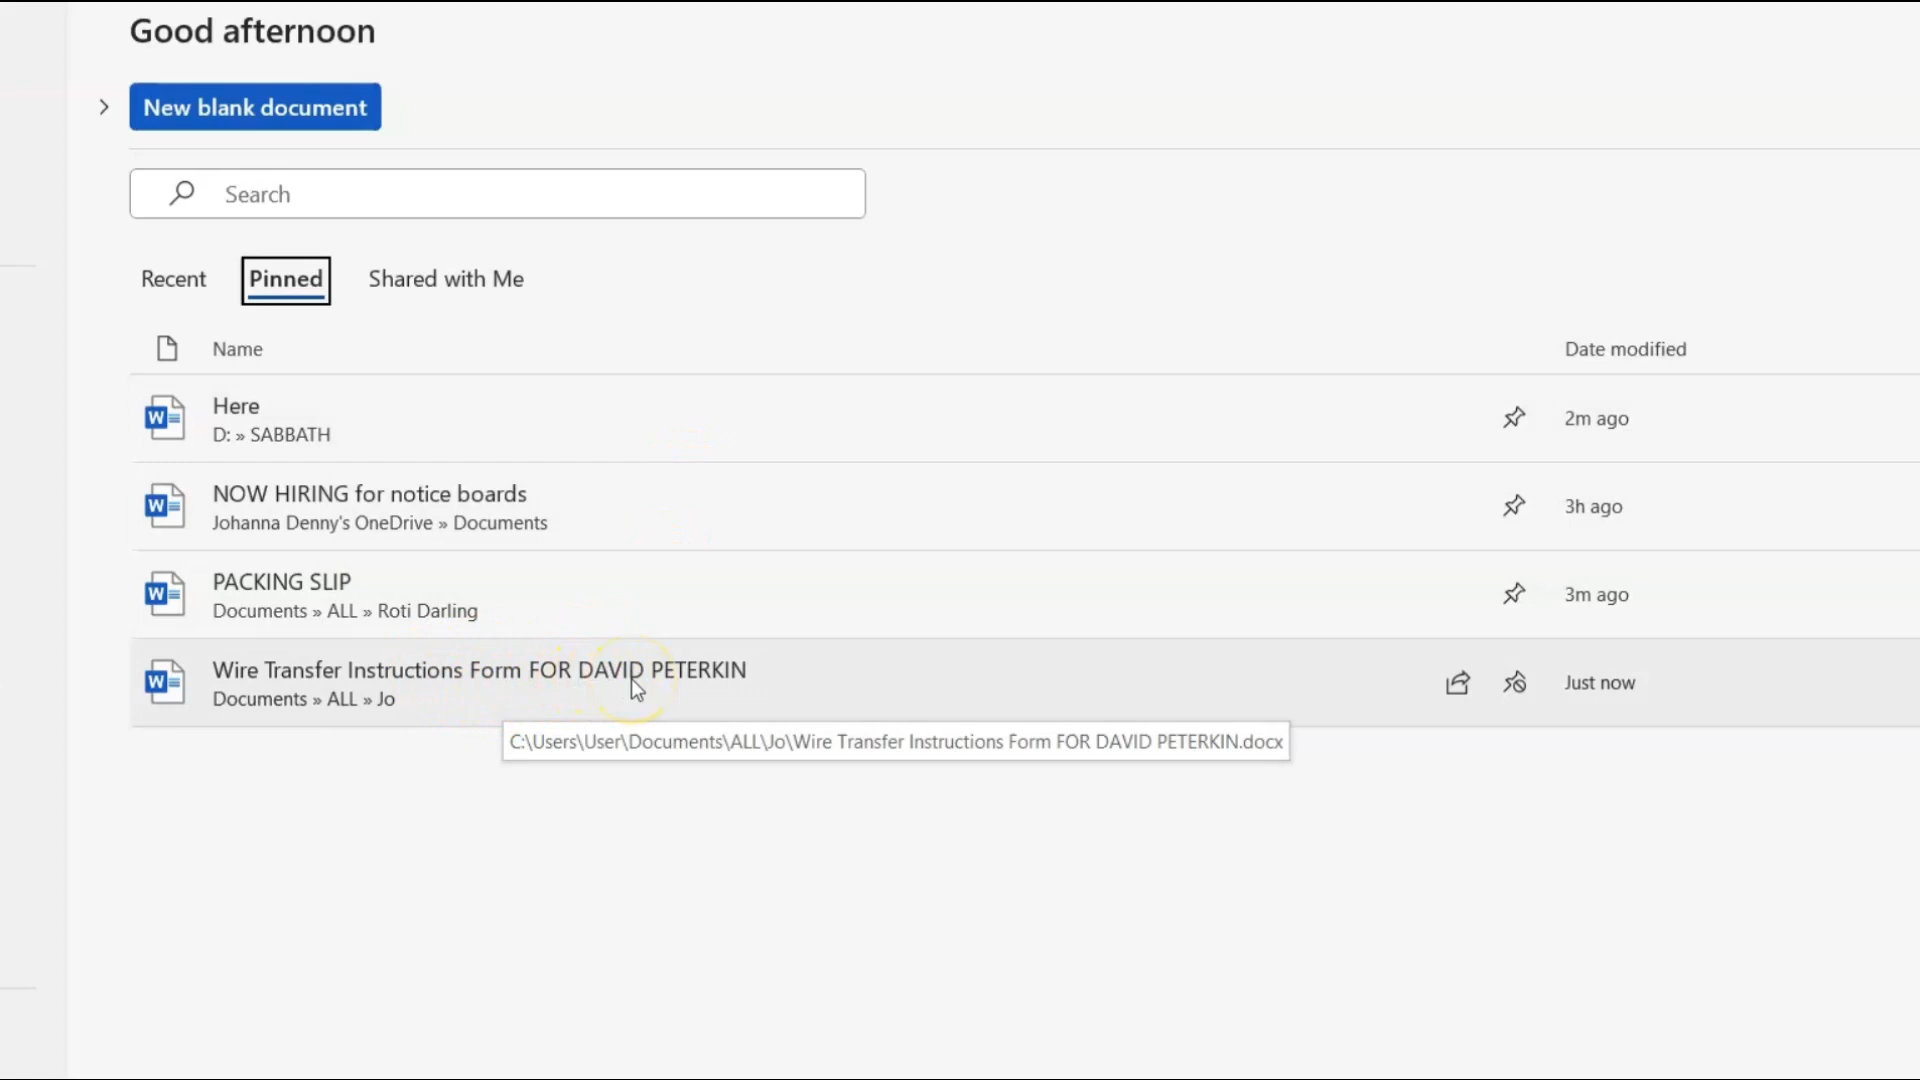 Good afternoon
New blank document
Search
Recent Pinned Shared with Me
Name Date modified
Here
D: » SABBATH
2m ago
NOW HIRING for notice boards
Johanna Denny's OneDrive » Documents
3h ago
PACKING SLIP
Documents » ALL » Roti Darling
3m ago
Wire Transfer Instructions Form FOR DAVID PETERKIN
Documents » ALL » Jo
Just now
C:\Users\User\Documents\ALL\Jo\Wire Transfer Instructions Form FOR DAVID PETERKIN.docx